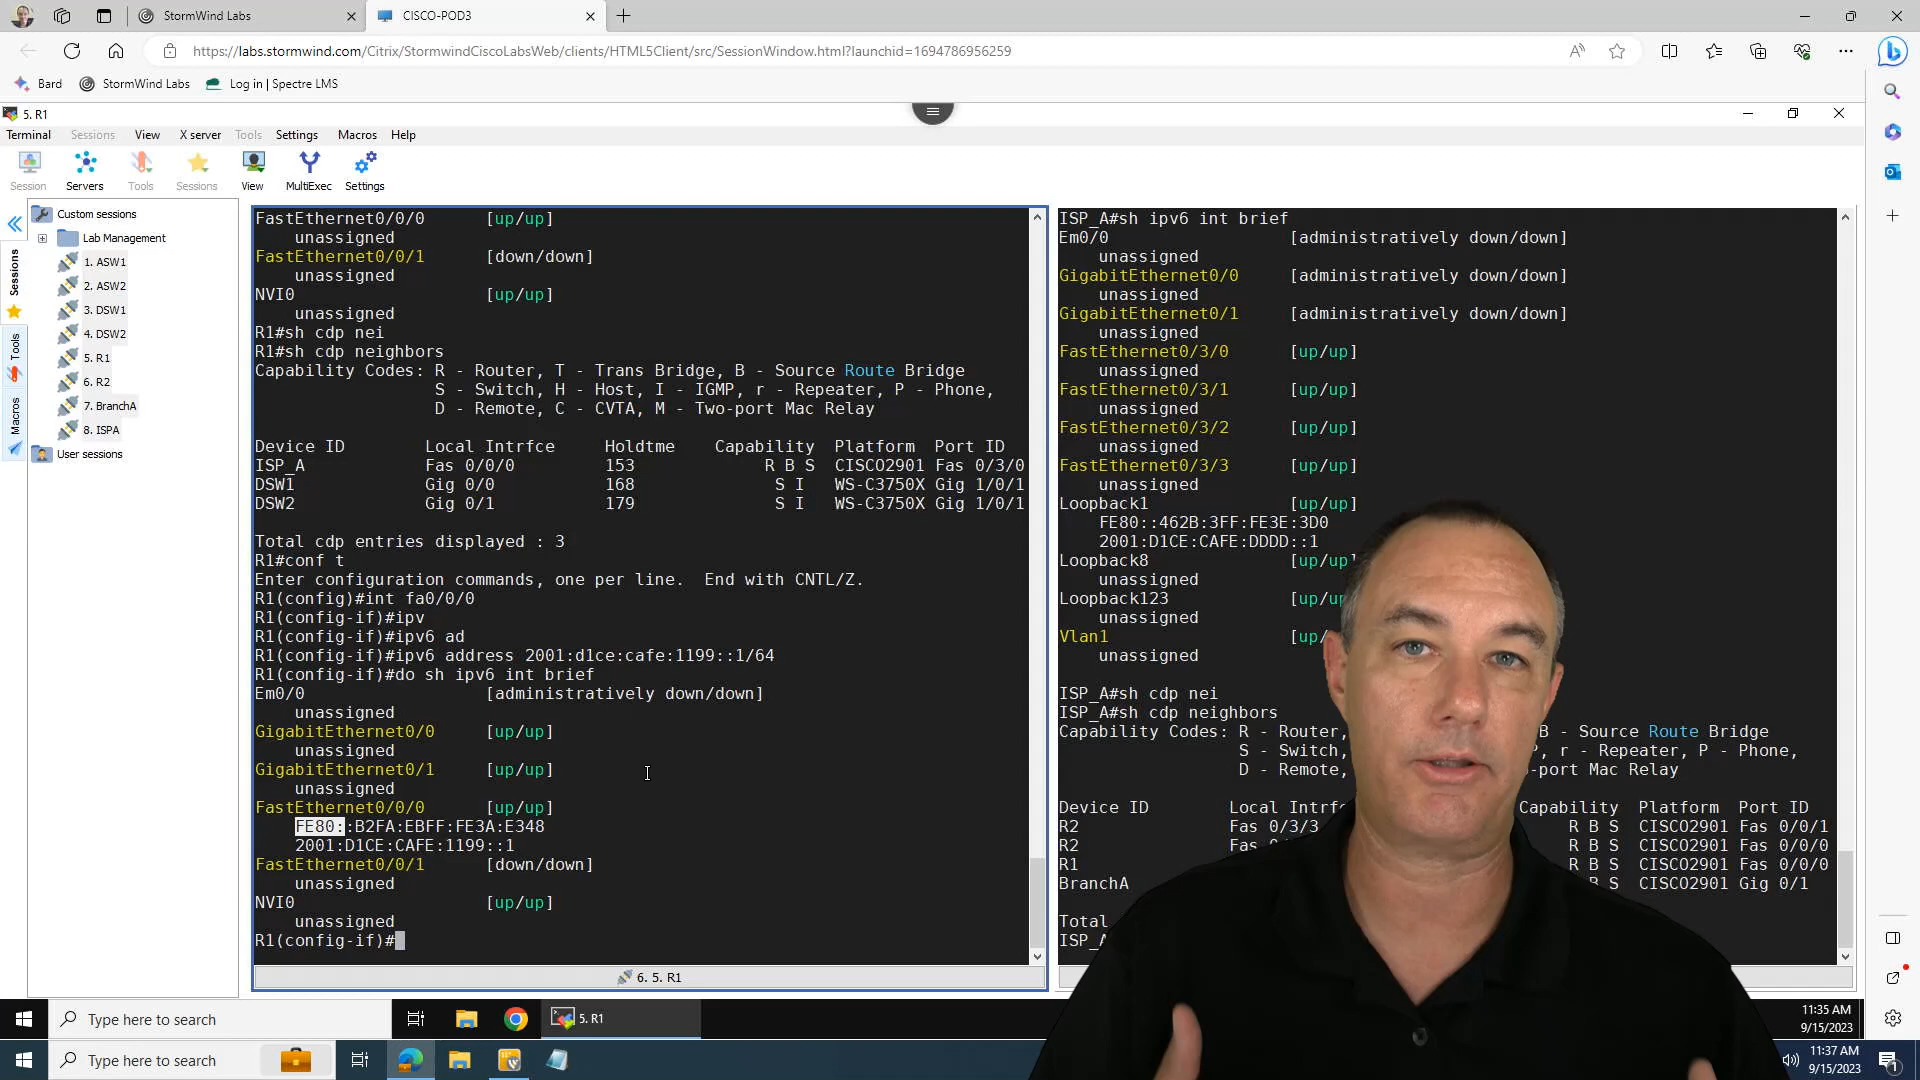 StormWind Labs
CISCO-POD3
https://labs.stormwind.com/Citrix/StormwindCiscoLabsWeb/clients/HTML5Client/src/SessionWindow.html?launchid=1694786956259
Bard
StormWind Labs
Log in | Spectre LMS
5. R1
Terminal Sessions View X server Tools Settings Macros Help
Session Servers Tools Sessions View MultiExec Settings
Sessions
Tools
Macros
Custom sessions
Lab Management
1. ASW1
2. ASW2
3. DSW1
4. DSW2
5. R1
6. R2
7. BranchA
8. ISPA
User sessions
FastEthernet0/0/0 [up/up]
unassigned
FastEthernet0/0/1 [down/down]
unassigned
NVI0 [up/up]
unassigned
R1#sh cdp nei
R1#sh cdp neighbors
Capability Codes: R - Router, T - Trans Bridge, B - Source Route Bridge
S - Switch, H - Host, I - IGMP, r - Repeater, P - Phone,
D - Remote, C - CVTA, M - Two-port Mac Relay
Device ID Local Intrfce Holdtme Capability Platform Port ID
ISP_A Fas 0/0/0 153 R B S CISCO2901 Fas 0/3/0
DSW1 Gig 0/0 168 S I WS-C3750X Gig 1/0/1
DSW2 Gig 0/1 179 S I WS-C3750X Gig 1/0/1
Total cdp entries displayed : 3
R1#conf t
Enter configuration commands, one per line. End with CNTL/Z.
R1(config)#int fa0/0/0
R1(config-if)#ipv
R1(config-if)#ipv6 ad
R1(config-if)#ipv6 address 2001:d1ce:cafe:1199::1/64
R1(config-if)#do sh ipv6 int brief
Em0/0 [administratively down/down]
unassigned
GigabitEthernet0/0 [up/up]
unassigned
GigabitEthernet0/1 [up/up]
unassigned
FastEthernet0/0/0 [up/up]
FE80::B2FA:EBFF:FE3A:E348
2001:D1CE:CAFE:1199::1
FastEthernet0/0/1 [down/down]
unassigned
NVI0 [up/up]
unassigned
R1(config-if)#
6. 5. R1
ISP_A#sh ipv6 int brief
Em0/0 [administratively down/down]
unassigned
GigabitEthernet0/0 [administratively down/down]
unassigned
GigabitEthernet0/1 [administratively down/down]
unassigned
FastEthernet0/3/0 [up/up]
unassigned
FastEthernet0/3/1 [up/up]
unassigned
FastEthernet0/3/2 [up/up]
unassigned
FastEthernet0/3/3 [up/up]
unassigned
Loopback1 [up/up]
FE80::462B:3FF:FE3E:3D0
2001:D1CE:CAFE:DDDD::1
Loopback8 [up/up
unassigned
Loopback123 [up/u
unassigned
Vlan1 [up/
unassigned
ISP_A#sh cdp nei
ISP_A#sh cdp neighbors
Capability Codes: R - Router, B - Source Route Bridge
S - Switch, r - Repeater, P - Phone,
D - Remote, -port Mac Relay
Device ID Local Intrf Capability Platform Port ID
R2 Fas 0/3/3 R B S CISCO2901 Fas 0/0/1
R2 Fas R B S CISCO2901 Fas 0/0/0
R1 Fas R B S CISCO2901 Fas 0/0/0
BranchA B S CISCO2901 Gig 0/1
Total
ISP_A
Type here to search
5. R1
11:35 AM
9/15/2023
Type here to search
11:37 AM
9/15/2023
1